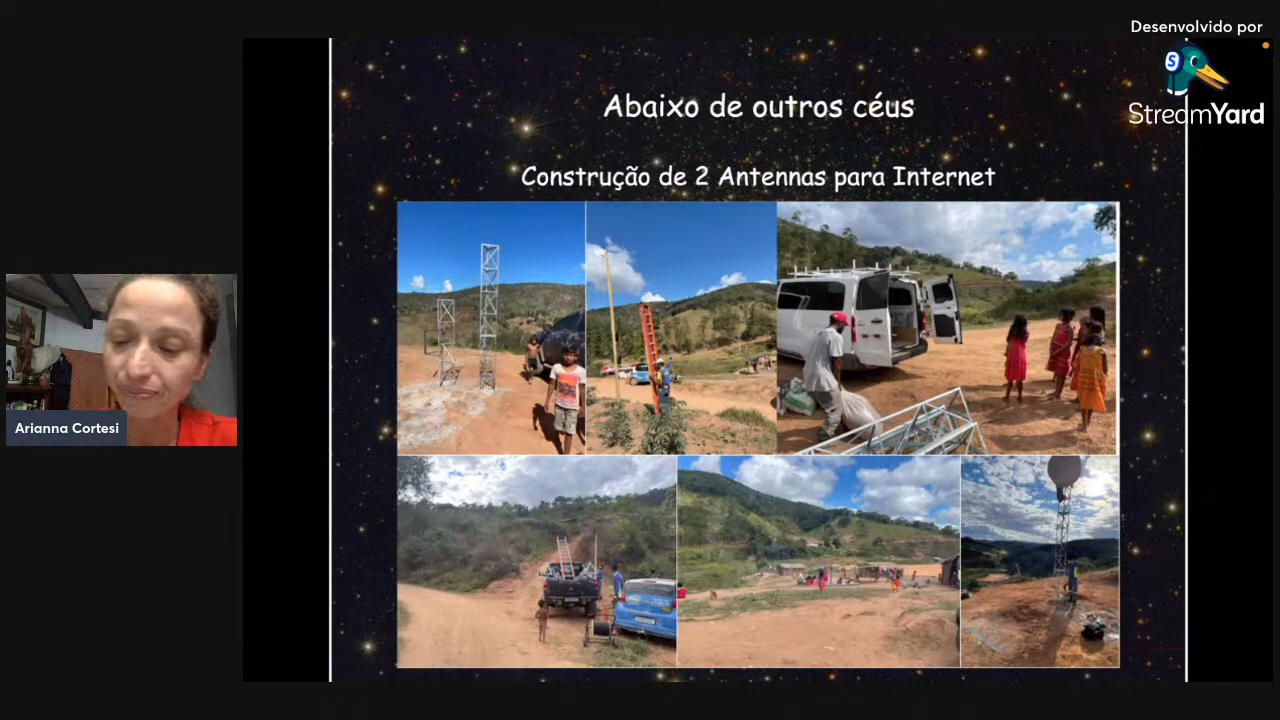 Desenvolvido por
S
StreamYard
Abaixo de outros céus
Construção de 2 Antennas para Internet
Arianna Cortesi